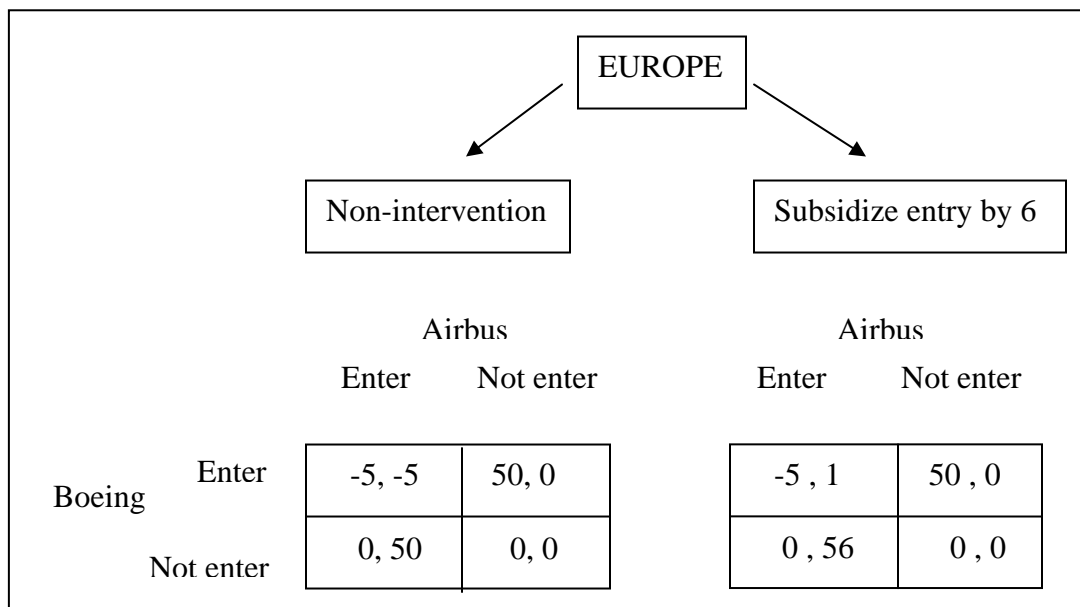 EUROPE
Non-intervention Subsidize entry by 6
Airbus Airbus
Enter Not enter Enter Not enter
Enter -5, -5 50, 0 -5 , 1 50 , 0
Boeing
Not enter 0, 50 0, 0 0 , 56 0 , 0